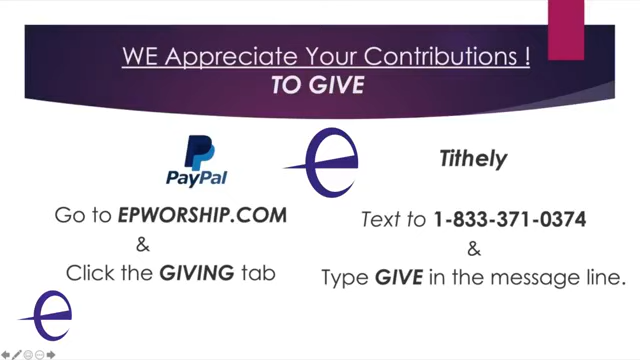 WE Appreciate Your Contributions !
TO GIVE
PayPal
Go to EPWORSHIP.COM
&
Click the GIVING tab
e
Tithely
Text to 1-833-371-0374
&
Type GIVE in the message line.
e